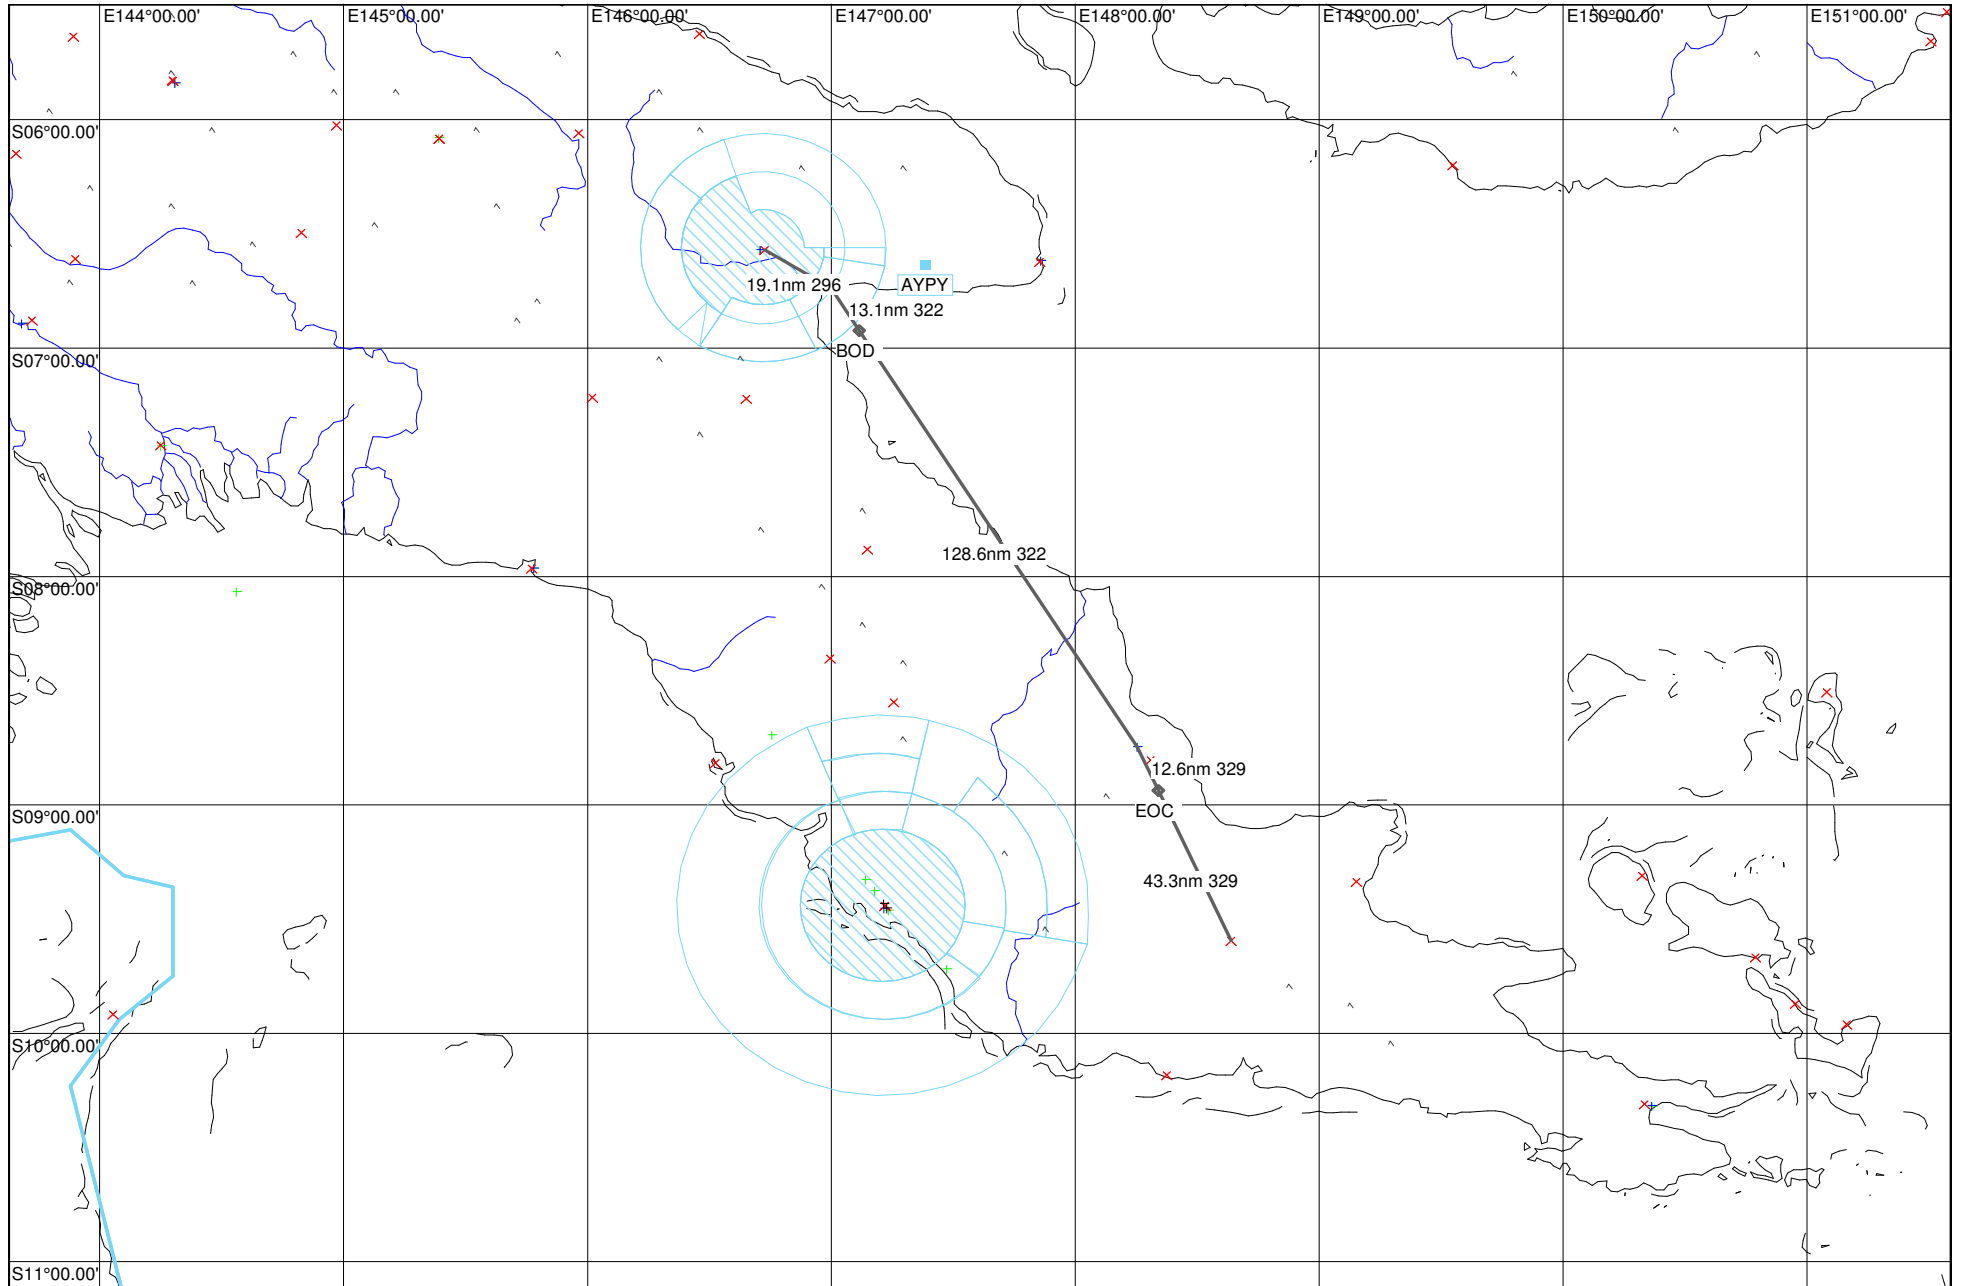 E144°00.00'
E145°00.00'
E146°00.00'
E147°00.00'
E148°00.00'
E149°00.00'
E150°00.00'
E151°00.00'
S06°00.00'
19.1nm 296
AYPY
13.1nm 322
BOD
S07°00.00'
128.6nm 322
S08°00.00'
12.6nm 329
EOC
S09°00.00'
43.3nm 329
S10°00.00'
S11°00.00'